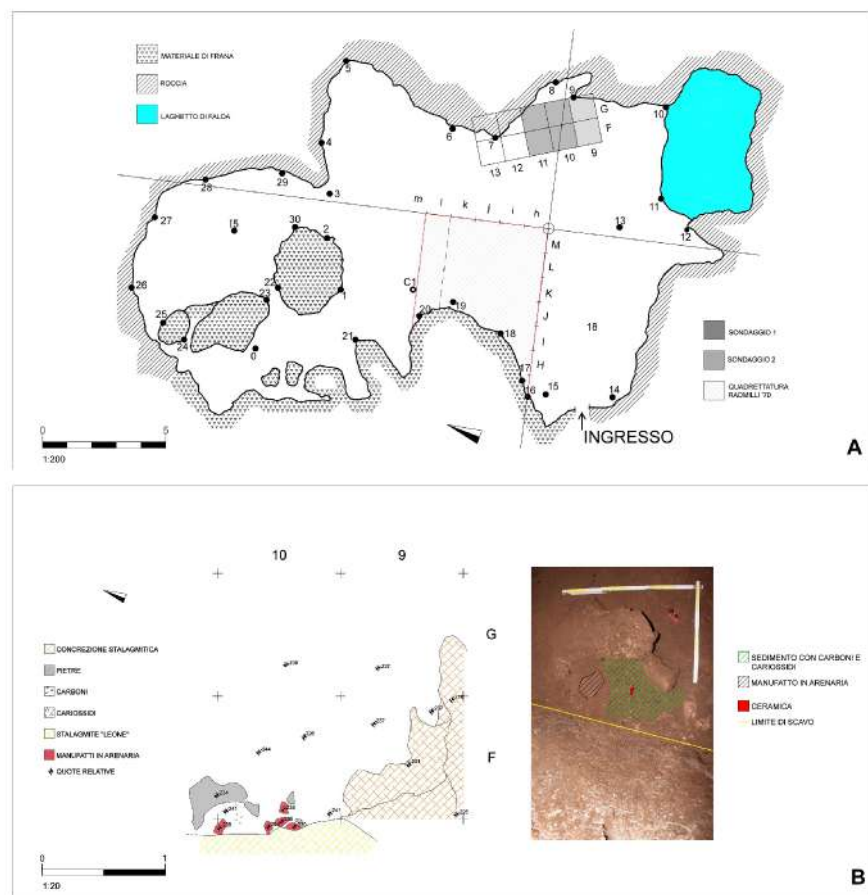 MATERIALE DI FRANA
ROCCIA
LAGHETTO DI FALDA
5
8
9
G
F
10
6
7
13 12 11 10 9
4
29
28
3
m l k j i h
27
15
30
2
11
13
12
M
L
K
J
I
H
26
22
1
C1
23
20
19
18
18
25
24
0
21
17
16
15
14
SONDAGGIO 1
SONDAGGIO 2
QUADRETTATURA
RADMILLI '70
INGRESSO
0 5
1:200
A
10 9
G
F
CONCREZIONE STALAGMITICA
PIETRE
CARBONI
CARIOSSIDI
STALAGMITE "LEONE"
MANUFATTI IN ARENARIA
QUOTE RELATIVE
SEDIMENTO CON CARBONI E
CARIOSSIDI
MANUFATTO IN ARENARIA
CERAMICA
LIMITE DI SCAVO
0 1
1:20
B